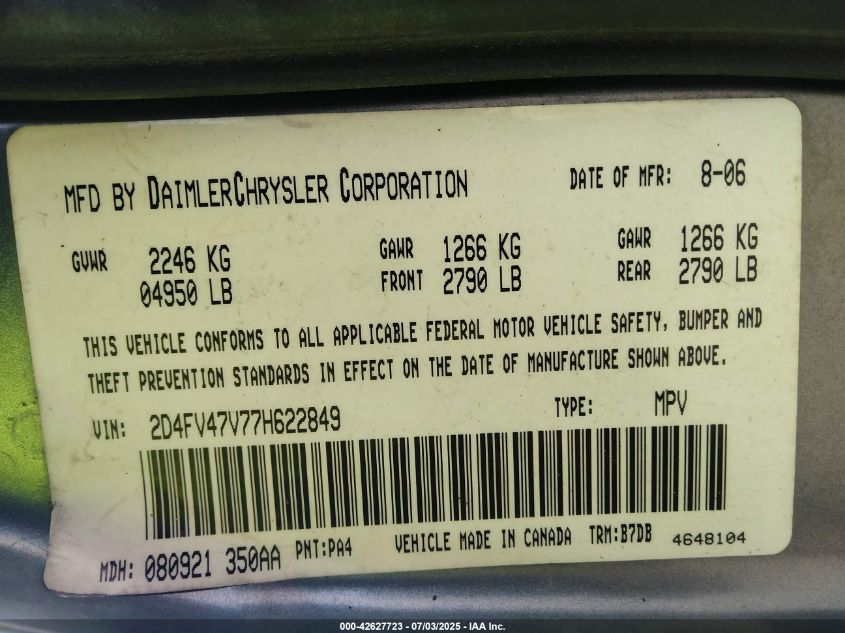 MFD BY DAIMLERCHRYSLER CORPORATION DATE OF MFR: 8-06
GVWR 2246 KG GAWR 1266 KG GAWR 1266 KG
04950 LB FRONT 2790 LB REAR 2790 LB
THIS VEHICLE CONFORMS TO ALL APPLICABLE FEDERAL MOTOR VEHICLE SAFETY, BUMPER AND
THEFT PREVENTION STANDARDS IN EFFECT ON THE DATE OF MANUFACTURE SHOWN ABOVE.
VIN: 2D4FV47V77H622849 TYPE: MPV
MDH: 080921 350AA PNT:PA4 VEHICLE MADE IN CANADA TRM:B7DB 4648104
000-42627723 - 07/03/2025 - IAA Inc.